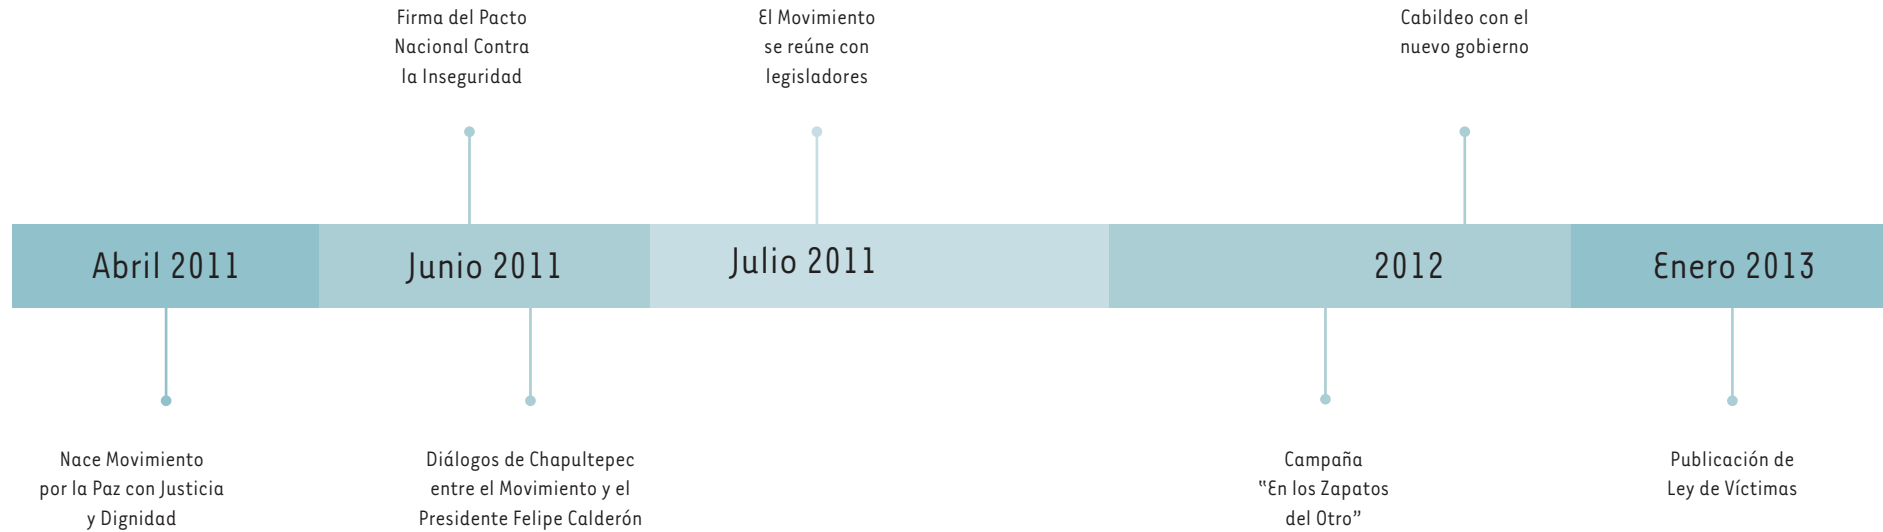 Firma del Pacto
Nacional Contra
la Inseguridad
El Movimiento
se reúne con
legisladores
Cabildeo con el
nuevo gobierno
Abril 2011
Junio 2011
Julio 2011
2012
Enero 2013
Nace Movimiento
por la Paz con Justicia
y Dignidad
Diálogos de Chapultepec
entre el Movimiento y el
Presidente Felipe Calderón
Campaña
“En los Zapatos
del Otro”
Publicación de
Ley de Víctimas